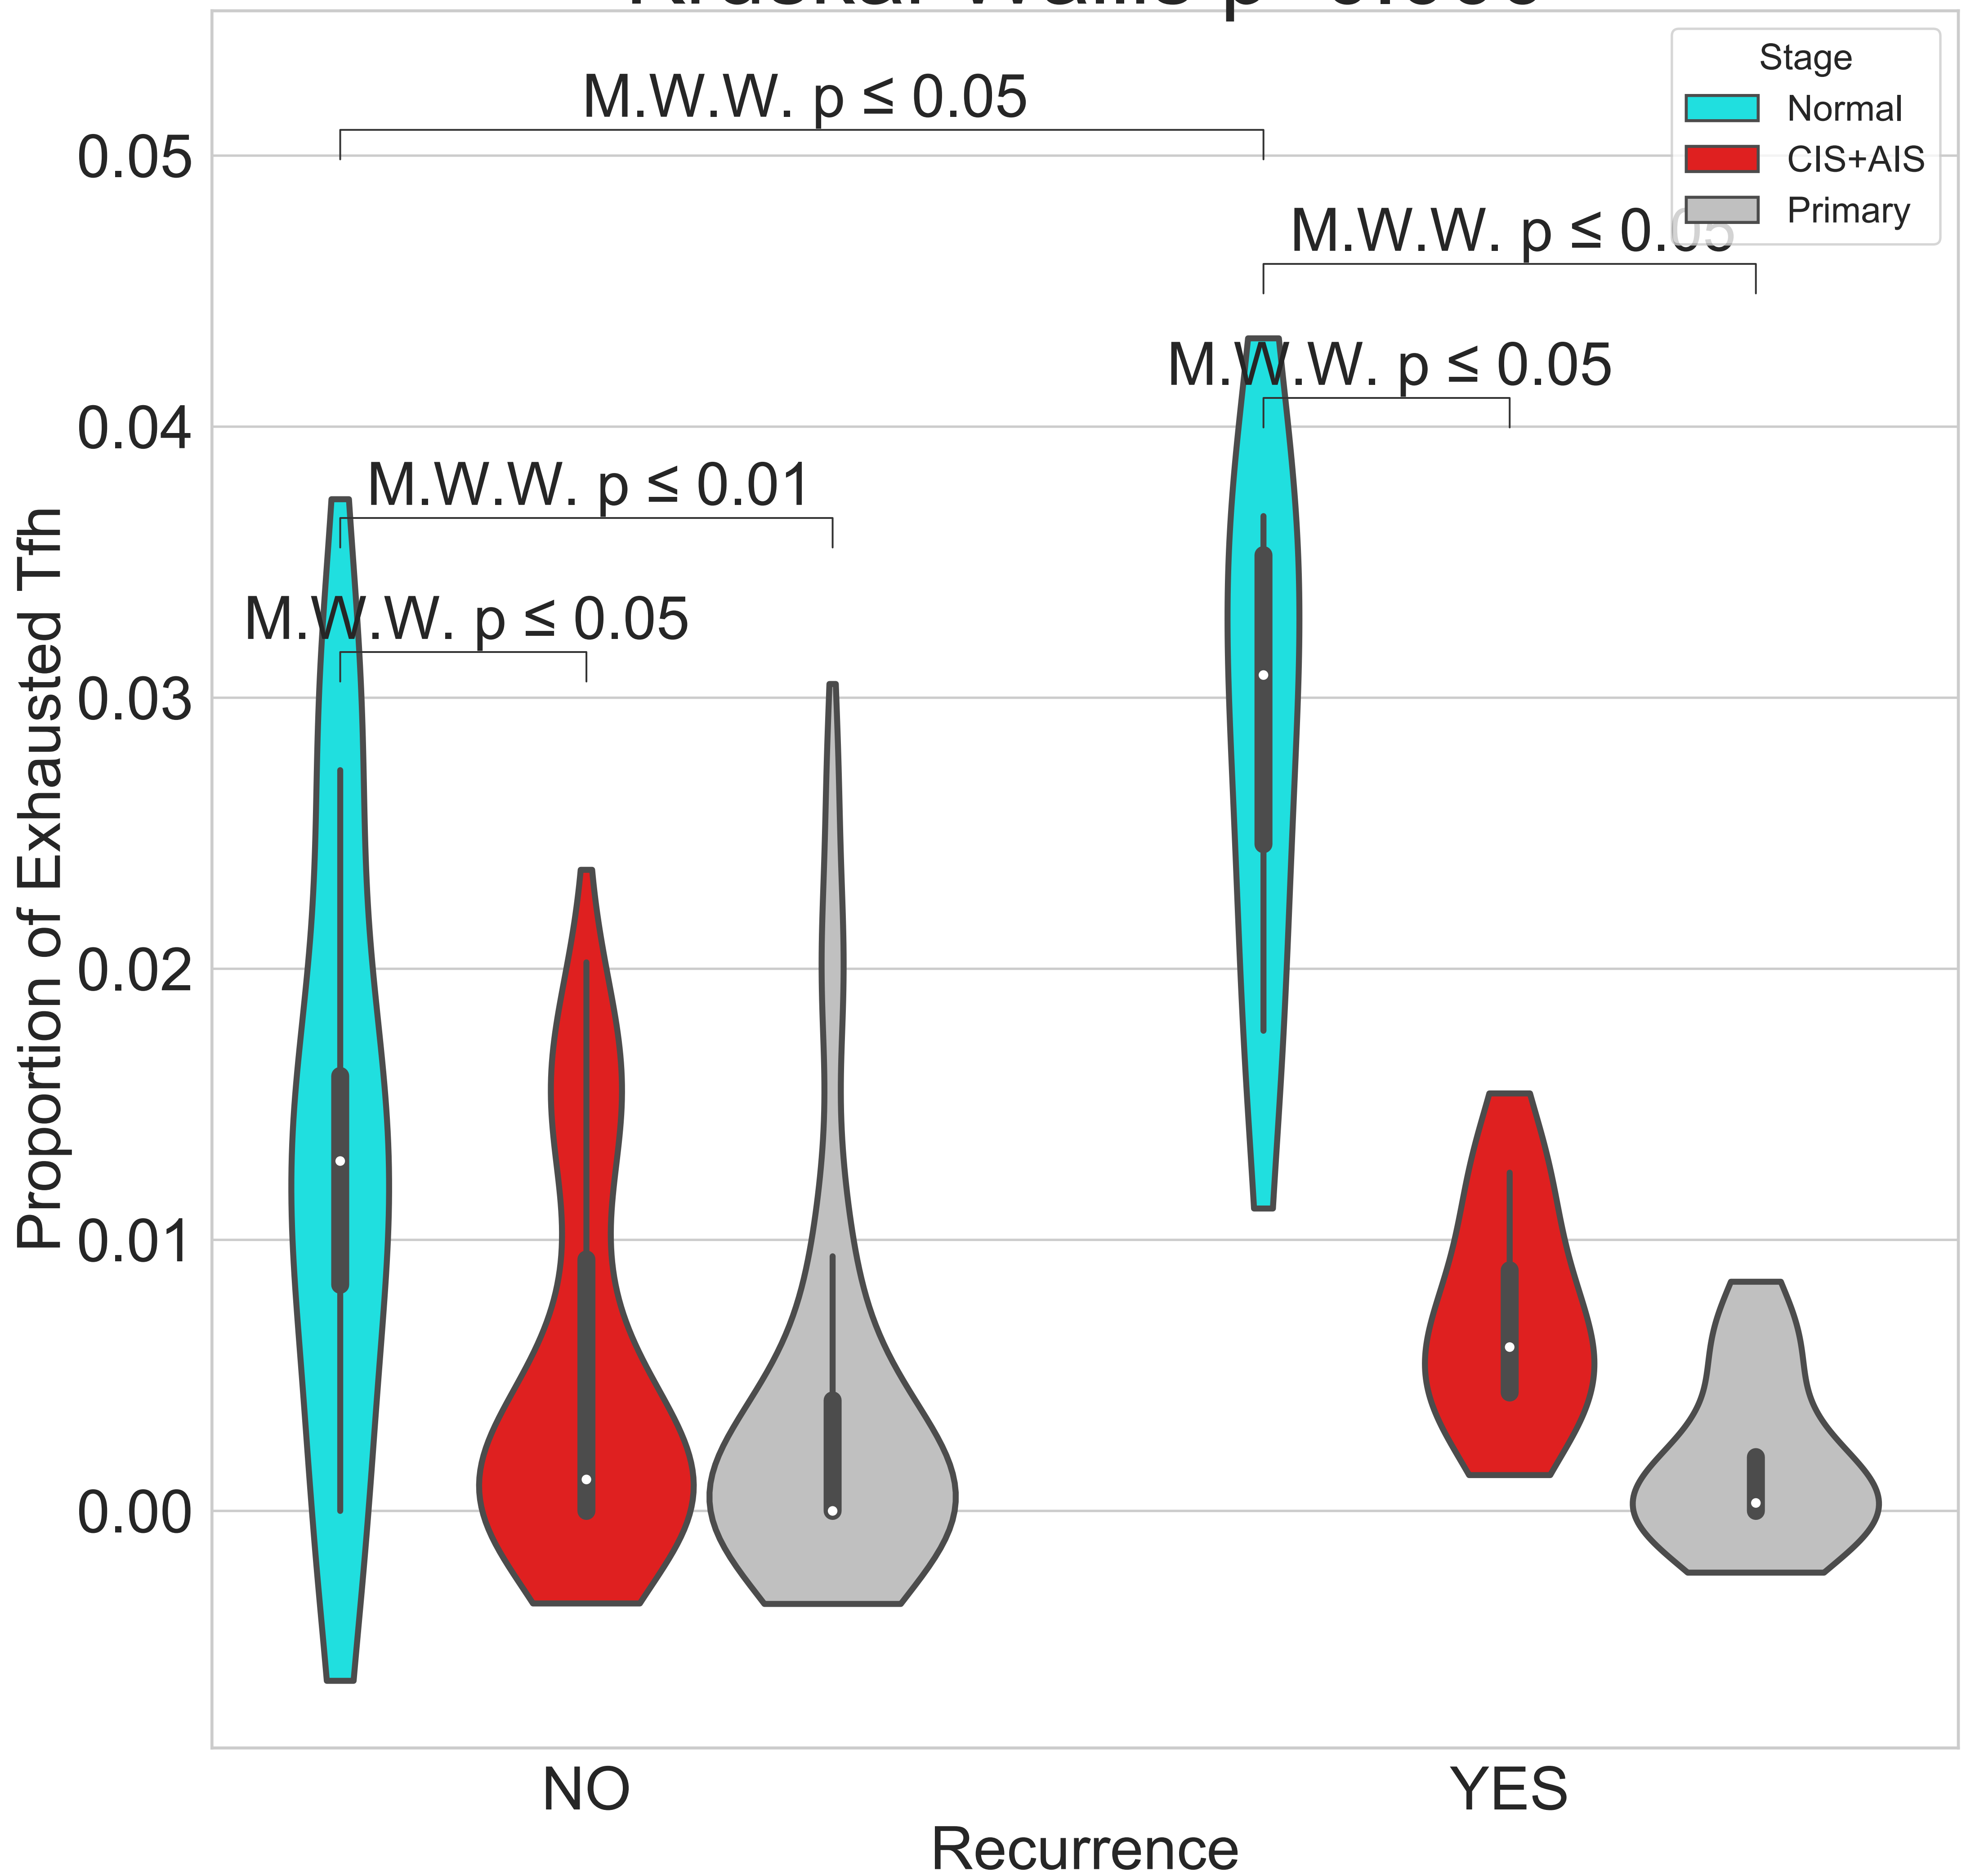 Stage
Normal
CIS+AIS
Primary
M.W.W. p ≤ 0.05
M.W.W. p ≤ 0.05
M.W.W. p ≤ 0.05
M.W.W. p ≤ 0.01
M.W.W. p ≤ 0.05
0.05
0.04
0.03
0.02
0.01
0.00
Proportion of Exhausted Tfh
NO
YES
Recurrence